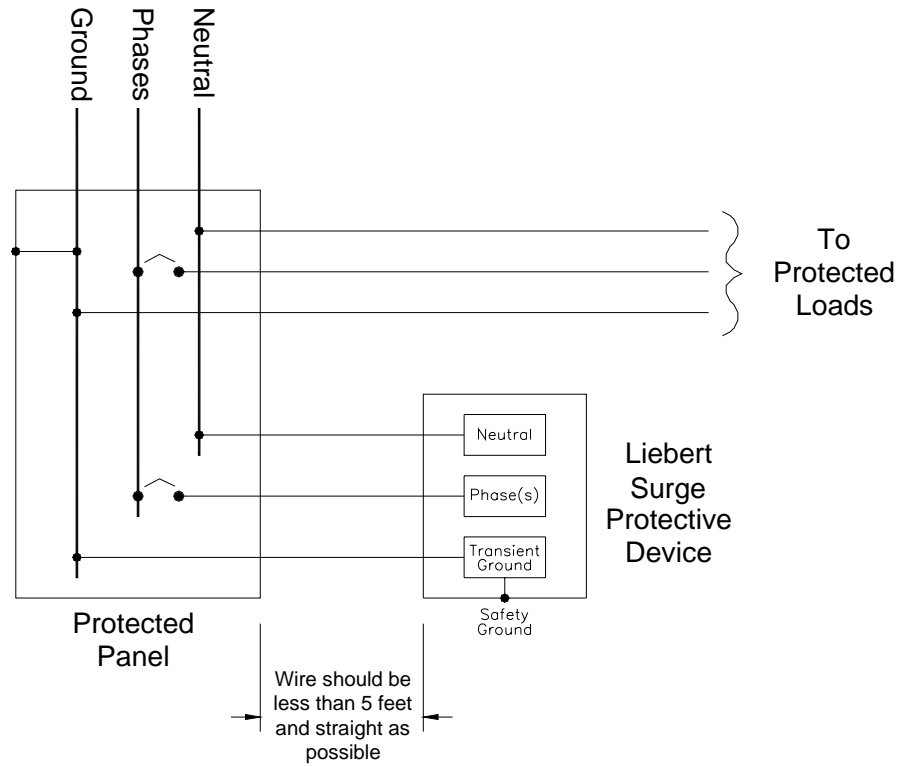 Ground
Phases
Neutral
To
Protected
Loads
Neutral
Phase(s)
Transient
Ground
Safety
Ground
Liebert
Surge
Protective
Device
Protected
Panel
Wire should be
less than 5 feet
and straight as
possible